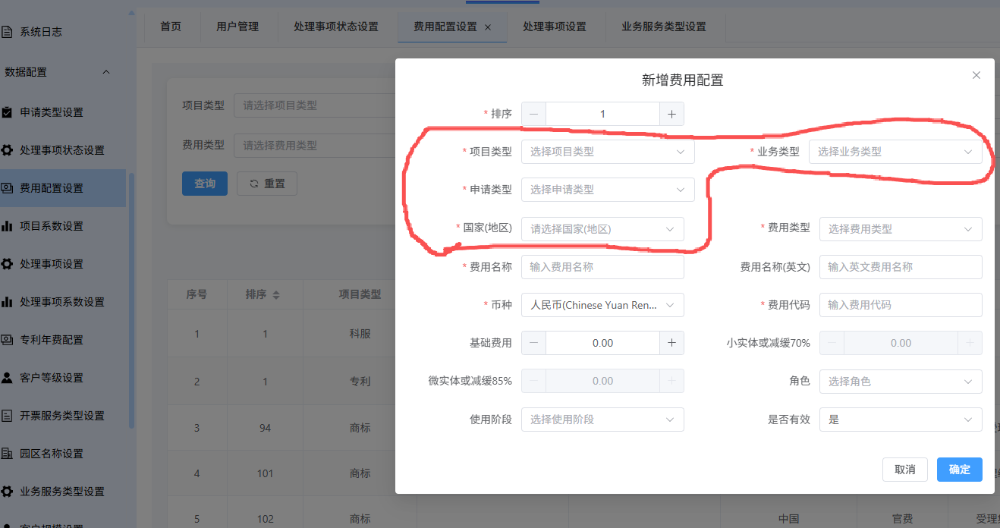 系统日志
数据配置
申请类型设置
处理事项状态设置
费用配置设置
项目系数设置
处理事项设置
处理事项系数设置
专利年费配置
客户等级设置
开票服务类型设置
园区名称设置
业务服务类型设置
首页 用户管理 处理事项状态设置 费用配置设置 × 处理事项设置 业务服务类型设置
项目类型 请选择项目类型
费用类型 请选择费用类型
查询 重置
序号 排序 项目类型
1 1 科服
2 1 专利
3 94 商标
4 101 商标
5 102 商标 中国 官费
新增费用配置
* 排序 − 1 +
* 项目类型 选择项目类型 * 业务类型 选择业务类型
* 申请类型 选择申请类型
* 国家(地区) 请选择国家(地区) * 费用类型 选择费用类型
* 费用名称 输入费用名称 费用名称(英文) 输入英文费用名称
* 币种 人民币(Chinese Yuan Ren... * 费用代码 输入费用代码
基础费用 − 0.00 + 小实体或减缓70% − 0.00 +
微实体或减缓85% − 0.00 + 角色 选择角色
使用阶段 选择使用阶段 是否有效 是
取消 确定